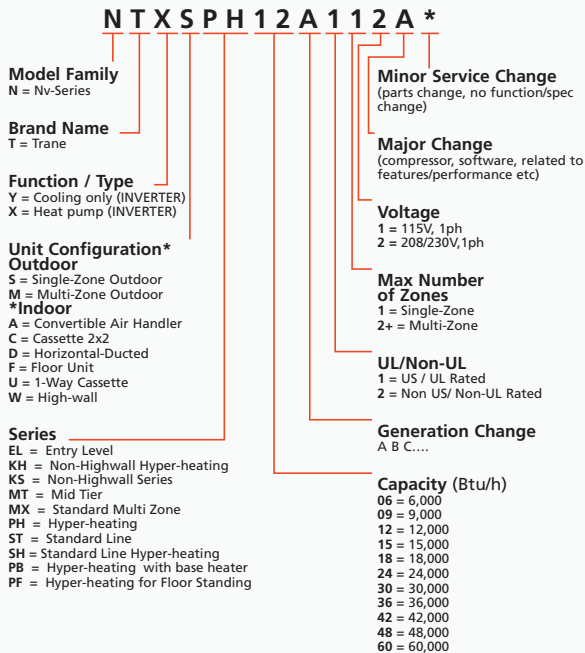 N T X S P H 1 2 A 1 1 2 A *
Model Family
N = Nv-Series
Brand Name
T = Trane
Function / Type
Y = Cooling only (INVERTER)
X = Heat pump (INVERTER)
Unit Configuration*
Outdoor
S = Single-Zone Outdoor
M = Multi-Zone Outdoor
*Indoor
A = Convertible Air Handler
C = Cassette 2x2
D = Horizontal-Ducted
F = Floor Unit
U = 1-Way Cassette
W = High-wall
Series
EL = Entry Level
KH = Non-Highwall Hyper-heating
KS = Non-Highwall Series
MT = Mid Tier
MX = Standard Multi Zone
PH = Hyper-heating
ST = Standard Line
SH = Standard Line Hyper-heating
PB = Hyper-heating with base heater
PF = Hyper-heating for Floor Standing
Minor Service Change
(parts change, no function/spec
change)
Major Change
(compressor, software, related to
features/performance etc)
Voltage
1 = 115V, 1ph
2 = 208/230V,1ph
Max Number
of Zones
1 = Single-Zone
2+ = Multi-Zone
UL/Non-UL
1 = US / UL Rated
2 = Non US/ Non-UL Rated
Generation Change
A B C....
Capacity (Btu/h)
06 = 6,000
09 = 9,000
12 = 12,000
15 = 15,000
18 = 18,000
24 = 24,000
30 = 30,000
36 = 36,000
42 = 42,000
48 = 48,000
60 = 60,000